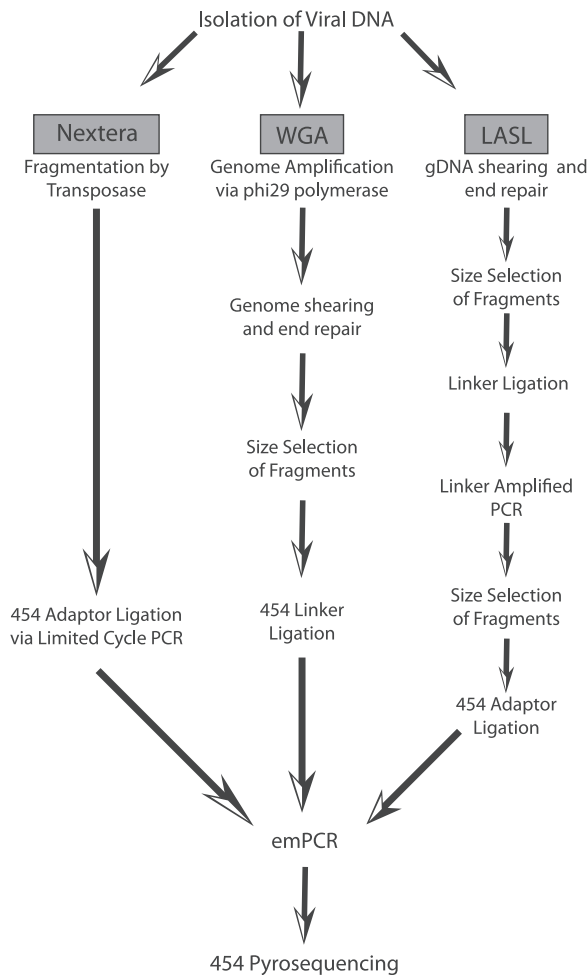 Isolation of Viral DNA
Nextera
Fragmentation by
Transposase
454 Adaptor Ligation
via Limited Cycle PCR
WGA
Genome Amplification
via phi29 polymerase
Genome shearing
and end repair
Size Selection
of Fragments
454 Linker
Ligation
LASL
gDNA shearing and
end repair
Size Selection
of Fragments
Linker Ligation
Linker Amplified
PCR
Size Selection
of Fragments
454 Adaptor
Ligation
emPCR
454 Pyrosequencing